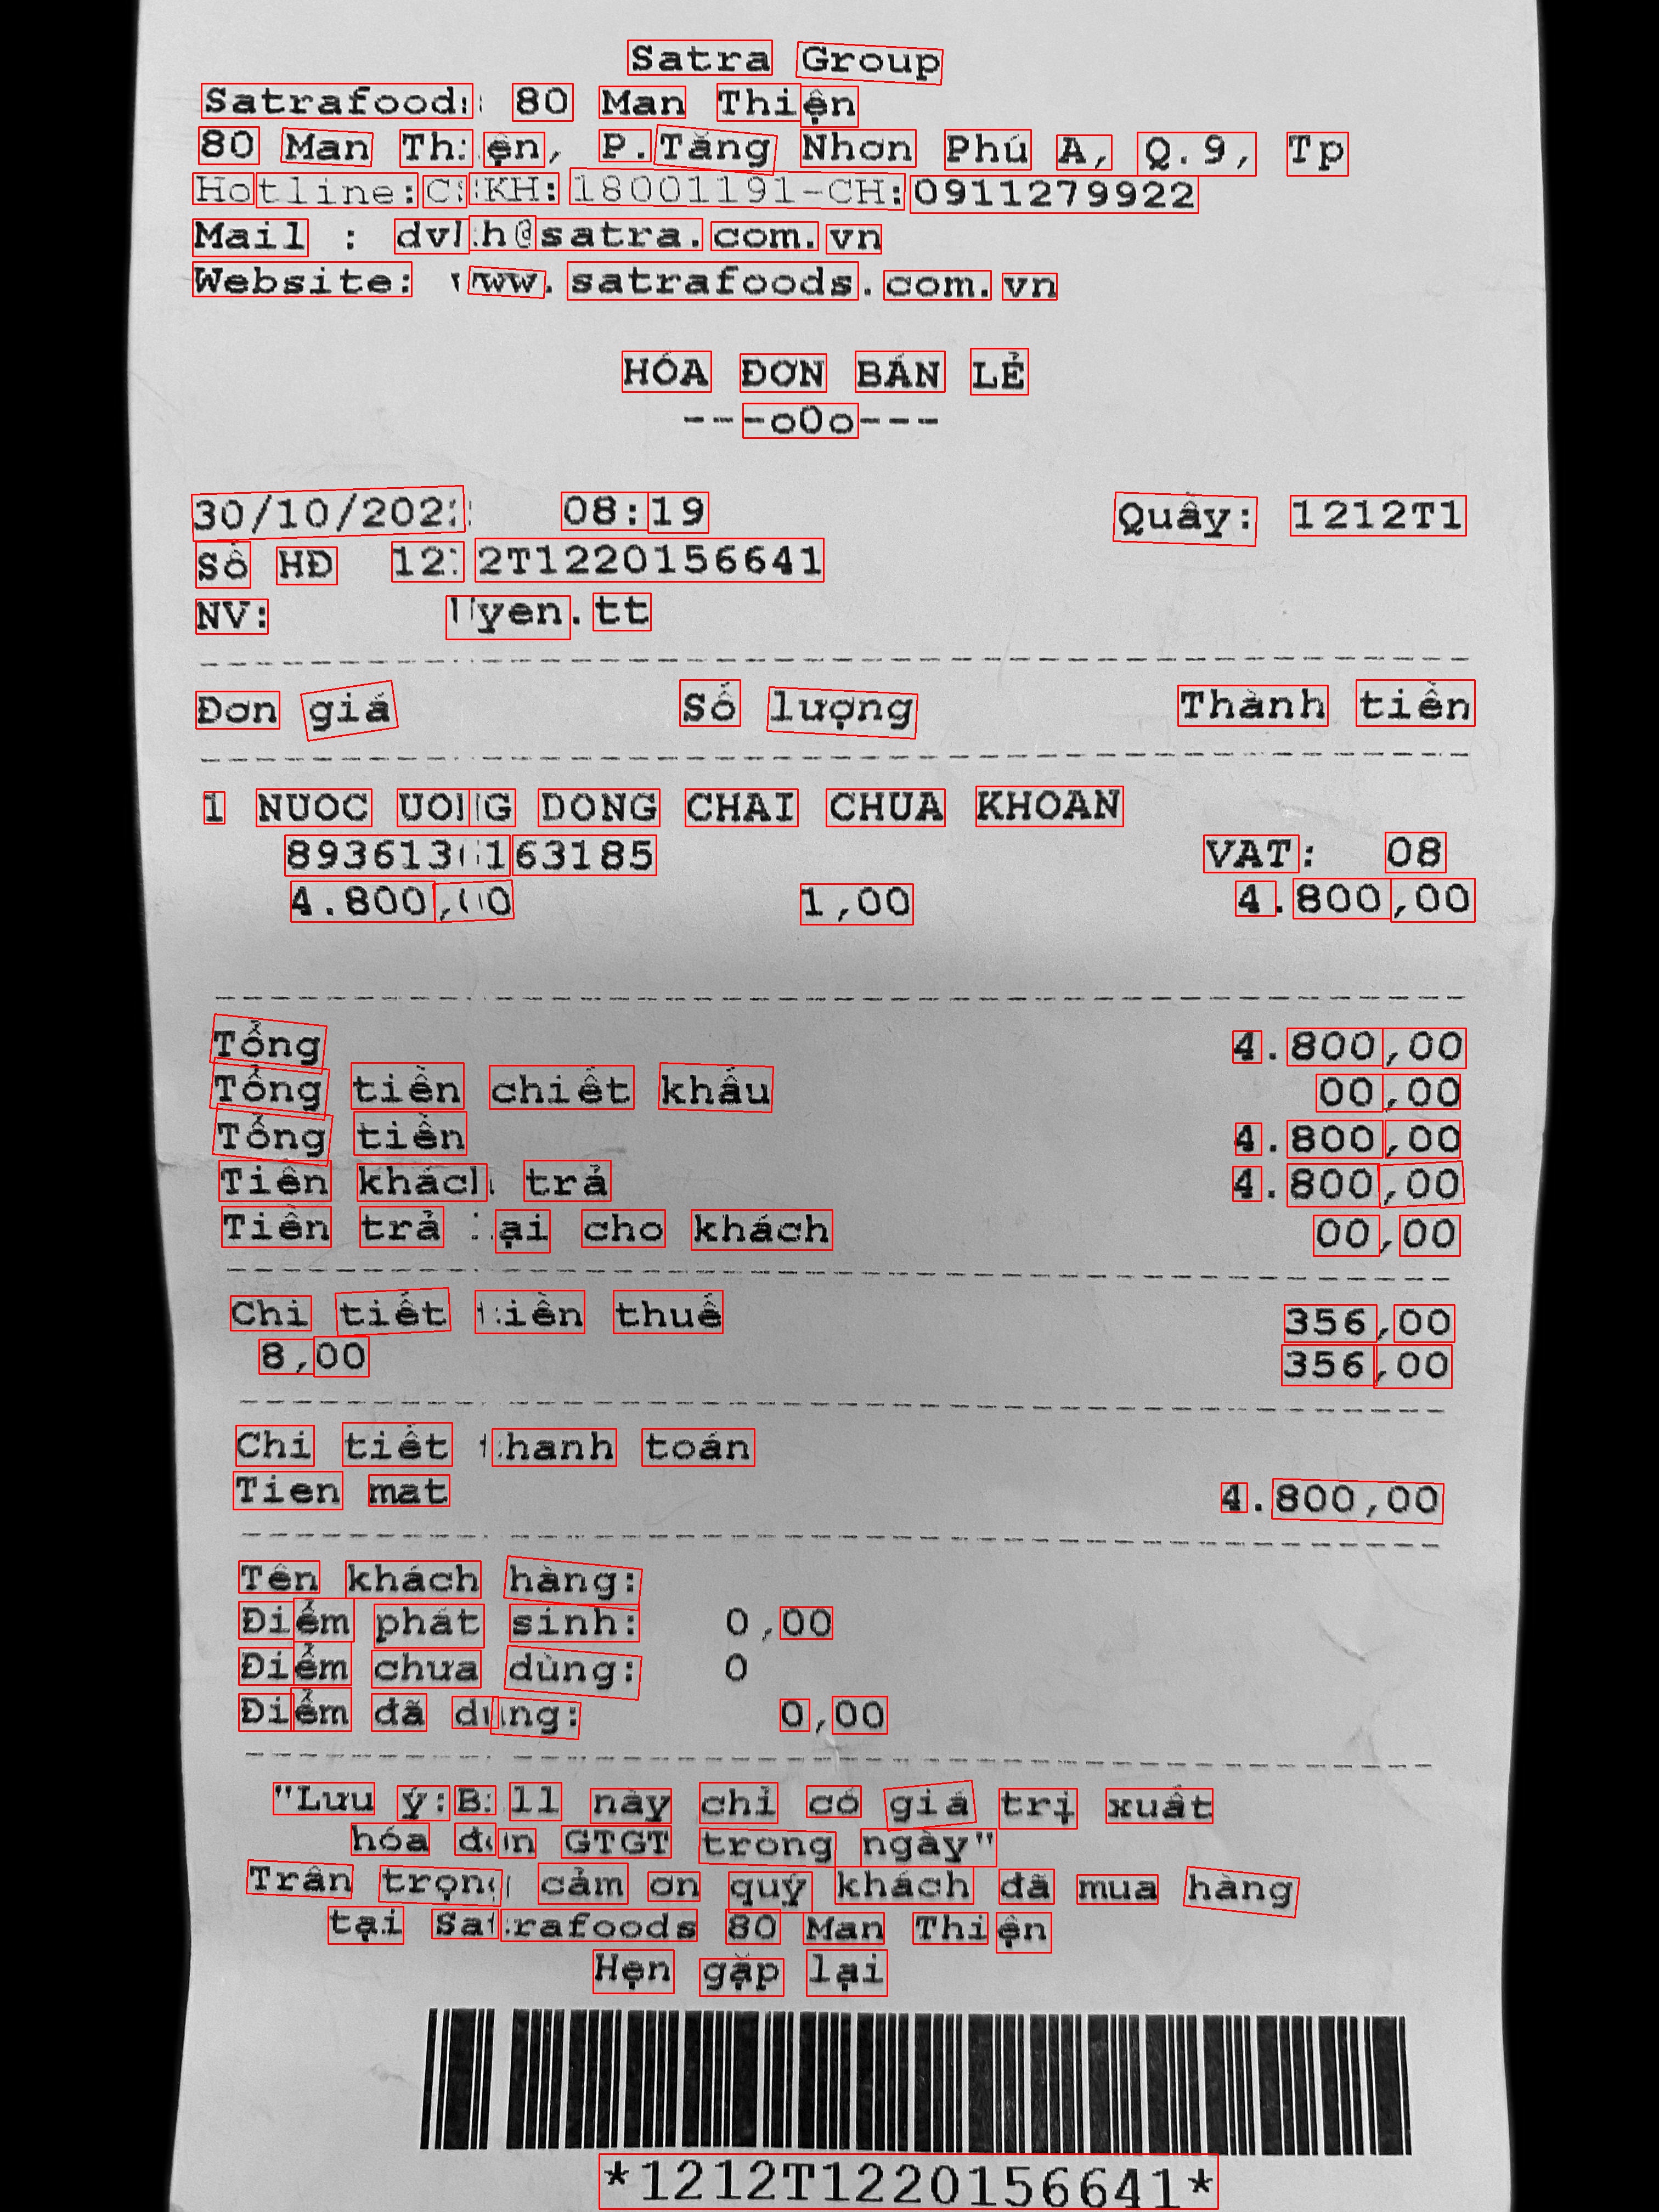 Satra Group
Satrafoods 80 Man Thiện
80 Man Thiện, P.Tăng Nhơn Phú A, Q.9, Tp
Hotline:CSKH:18001191-CH:0911279922
Mail : dvkh@satra.com.vn
Website: www.satrafoods.com.vn
HÓA ĐƠN BÁN LẺ
---oOo---
30/10/2022 08:19 Quầy: 1212T1
Số HĐ 1212T1220156641
NV: Uyen.tt
Đơn giá Số lượng Thành tiền
1 NUOC UONG DONG CHAI CHUA KHOAN
8936136163185 VAT: 08
4.800,00 1,00 4.800,00
Tổng 4.800,00
Tổng tiền chiết khấu 00,00
Tổng tiền 4.800,00
Tiền khách trả 4.800,00
Tiền trả lại cho khách 00,00
Chi tiết tiền thuế 356,00
8,00 356,00
Chi tiết thanh toán
Tien mat 4.800,00
Tên khách hàng:
Điểm phát sinh: 0,00
Điểm chưa dùng: 0
Điểm đã dùng: 0,00
"Lưu ý:Bill này chỉ có giá trị xuất
hóa đơn GTGT trong ngày"
Trân trọng cảm ơn quý khách đã mua hàng
tại Satrafoods 80 Man Thiện
Hẹn gặp lại
*1212T1220156641*